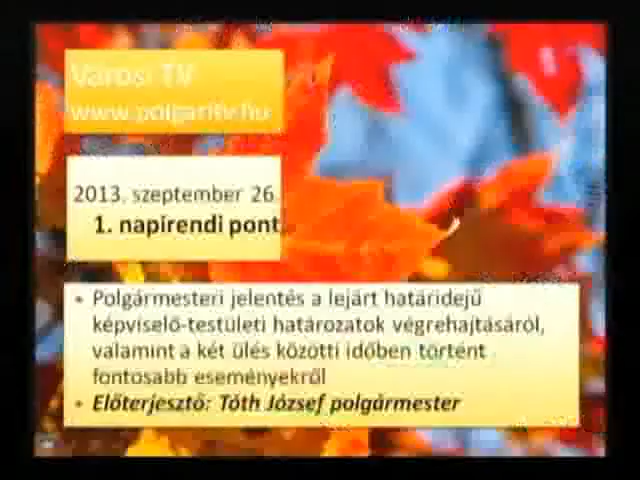 Városi TV
www.polgaritv.hu
2013. szeptember 26.
1. napirendi pont
• Polgármesteri jelentés a lejárt határidejű
képviselő-testületi határozatok végrehajtásáról,
valamint a két ülés közötti időben történt
fontosabb eseményekről
• Előterjesztő: Tóth József polgármester